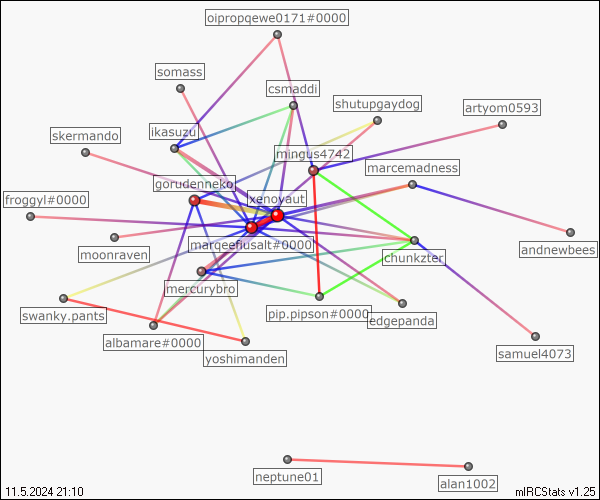 oipropqewe0171#0000
somass
csmaddi
shutupgaydog
artyom0593
ikasuzu
skermando
mingus4742
marcemadness
gorudenneko
xenoyaut
froggyl#0000
margeefiusalt#0000
moonraven
chunkzter
andnewbees
mercurybro
swanky.pants
pip.pipson#0000
edgepanda
albamare#0000
yoshimanden
samuel4073
neptune01
alan1002
11.5.2024 21:10
mIRCStats v1.25